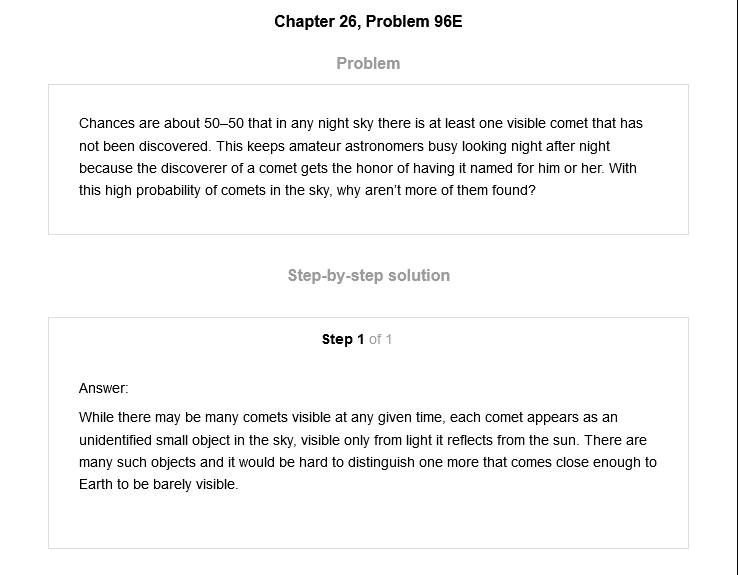 Chapter 26, Problem 96E
Problem
Chances are about 50–50 that in any night sky there is at least one visible comet that has
not been discovered. This keeps amateur astronomers busy looking night after night
because the discoverer of a comet gets the honor of having it named for him or her. With
this high probability of comets in the sky, why aren’t more of them found?
Step-by-step solution
Step 1 of 1
Answer:
While there may be many comets visible at any given time, each comet appears as an
unidentified small object in the sky, visible only from light it reflects from the sun. There are
many such objects and it would be hard to distinguish one more that comes close enough to
Earth to be barely visible.